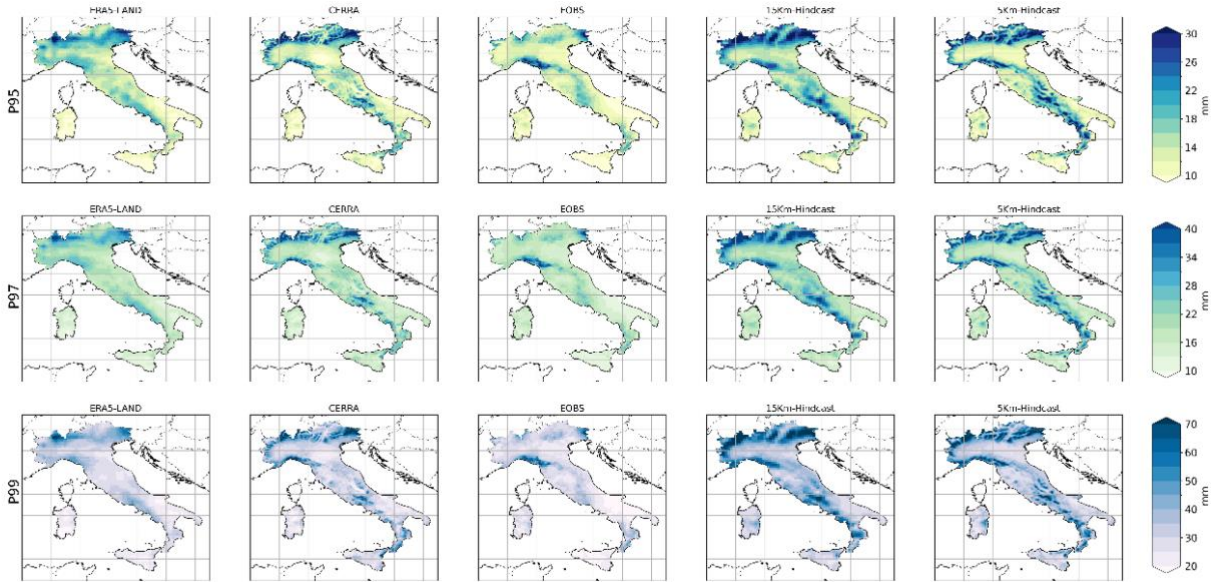 ERA5-LAND CERRA EOBS 15Km-Hindcast 5Km-Hindcast
P95
30
26
22
18
14
10
mm
ERA5-LAND CERRA EOBS 15Km-Hindcast 5Km-Hindcast
P97
40
34
28
22
16
10
mm
ERA5-LAND CERRA EOBS 15Km-Hindcast 5Km-Hindcast
P99
70
60
50
40
30
20
mm